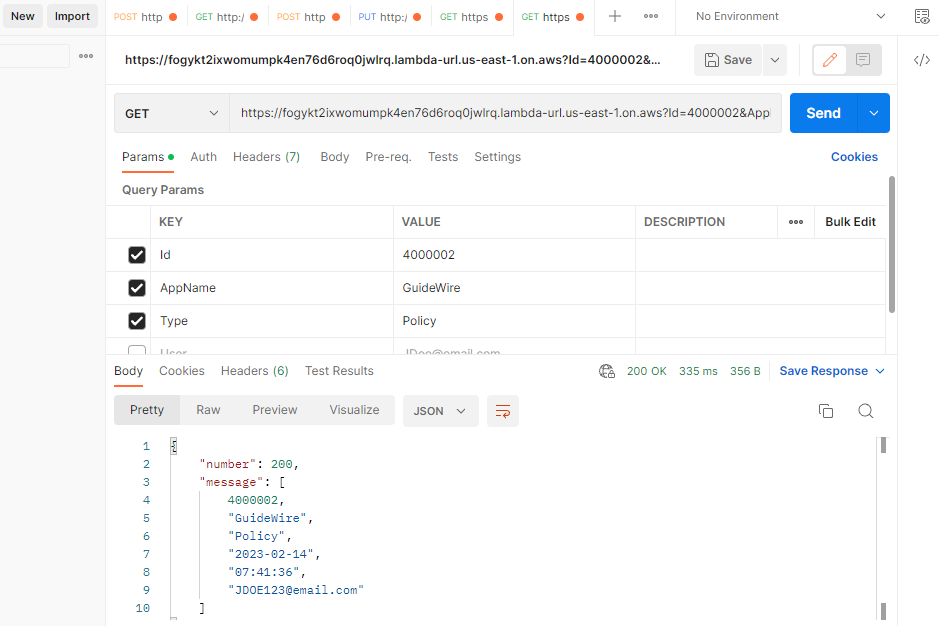 New Import POST http GET http:/ POST http PUT http:/ GET https GET https No Environment
https://fogykt2ixwomumpk4en76d6roq0jwlrq.lambda-url.us-east-1.on.aws?Id=4000002&... Save
GET https://fogykt2ixwomumpk4en76d6roq0jwlrq.lambda-url.us-east-1.on.aws?Id=4000002&Appl Send
Params Auth Headers (7) Body Pre-req. Tests Settings Cookies
Query Params
KEY VALUE DESCRIPTION Bulk Edit
Id 4000002
AppName GuideWire
Type Policy
User JDoe@email.com
Body Cookies Headers (6) Test Results 200 OK 335 ms 356 B Save Response
Pretty Raw Preview Visualize JSON
1 {
2 "number": 200,
3 "message": [
4 4000002,
5 "GuideWire",
6 "Policy",
7 "2023-02-14",
8 "07:41:36",
9 "JDOE123@email.com"
10 ]